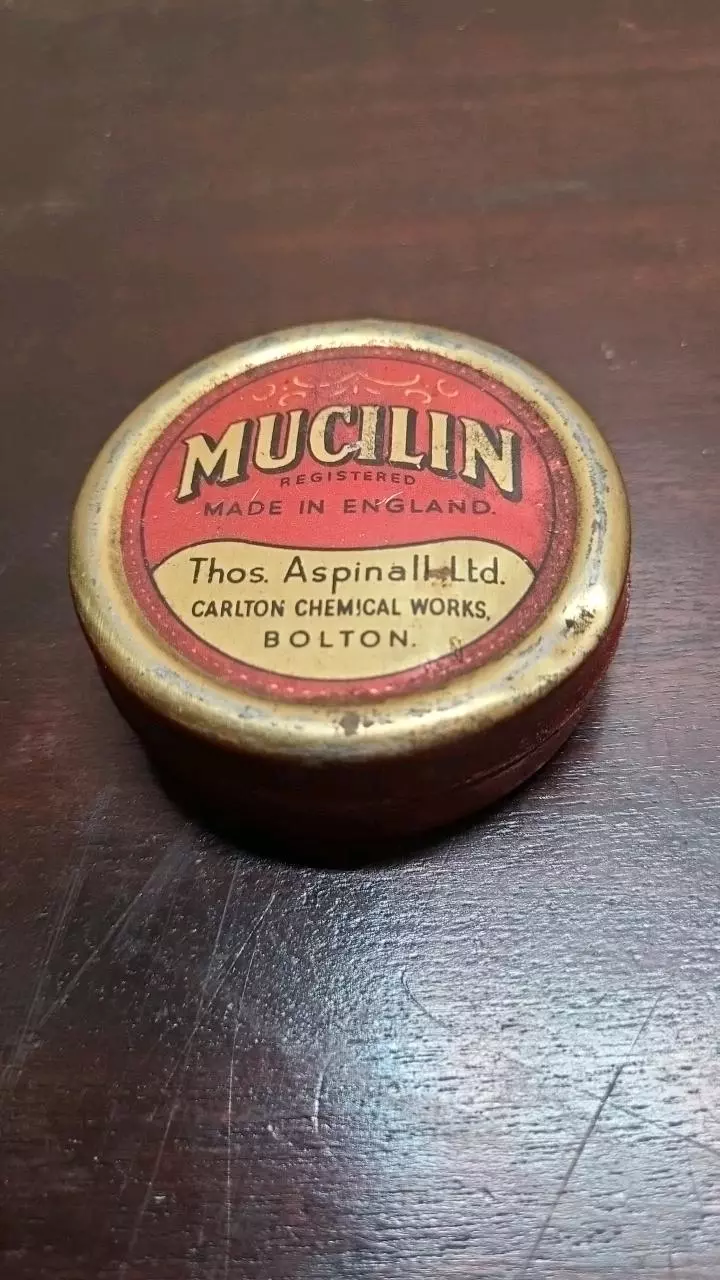 MUCILIN
REGISTERED
MADE IN ENGLAND.
Thos. Aspinall Ltd.
CARLTON CHEMICAL WORKS,
BOLTON.